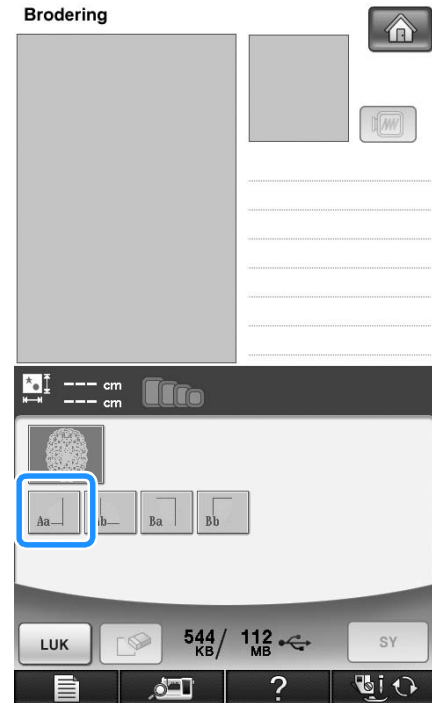 Brodering
--- cm
--- cm
Aa
Ab
Ba
Bb
LUK
544 KB/ 112 MB
SY
?